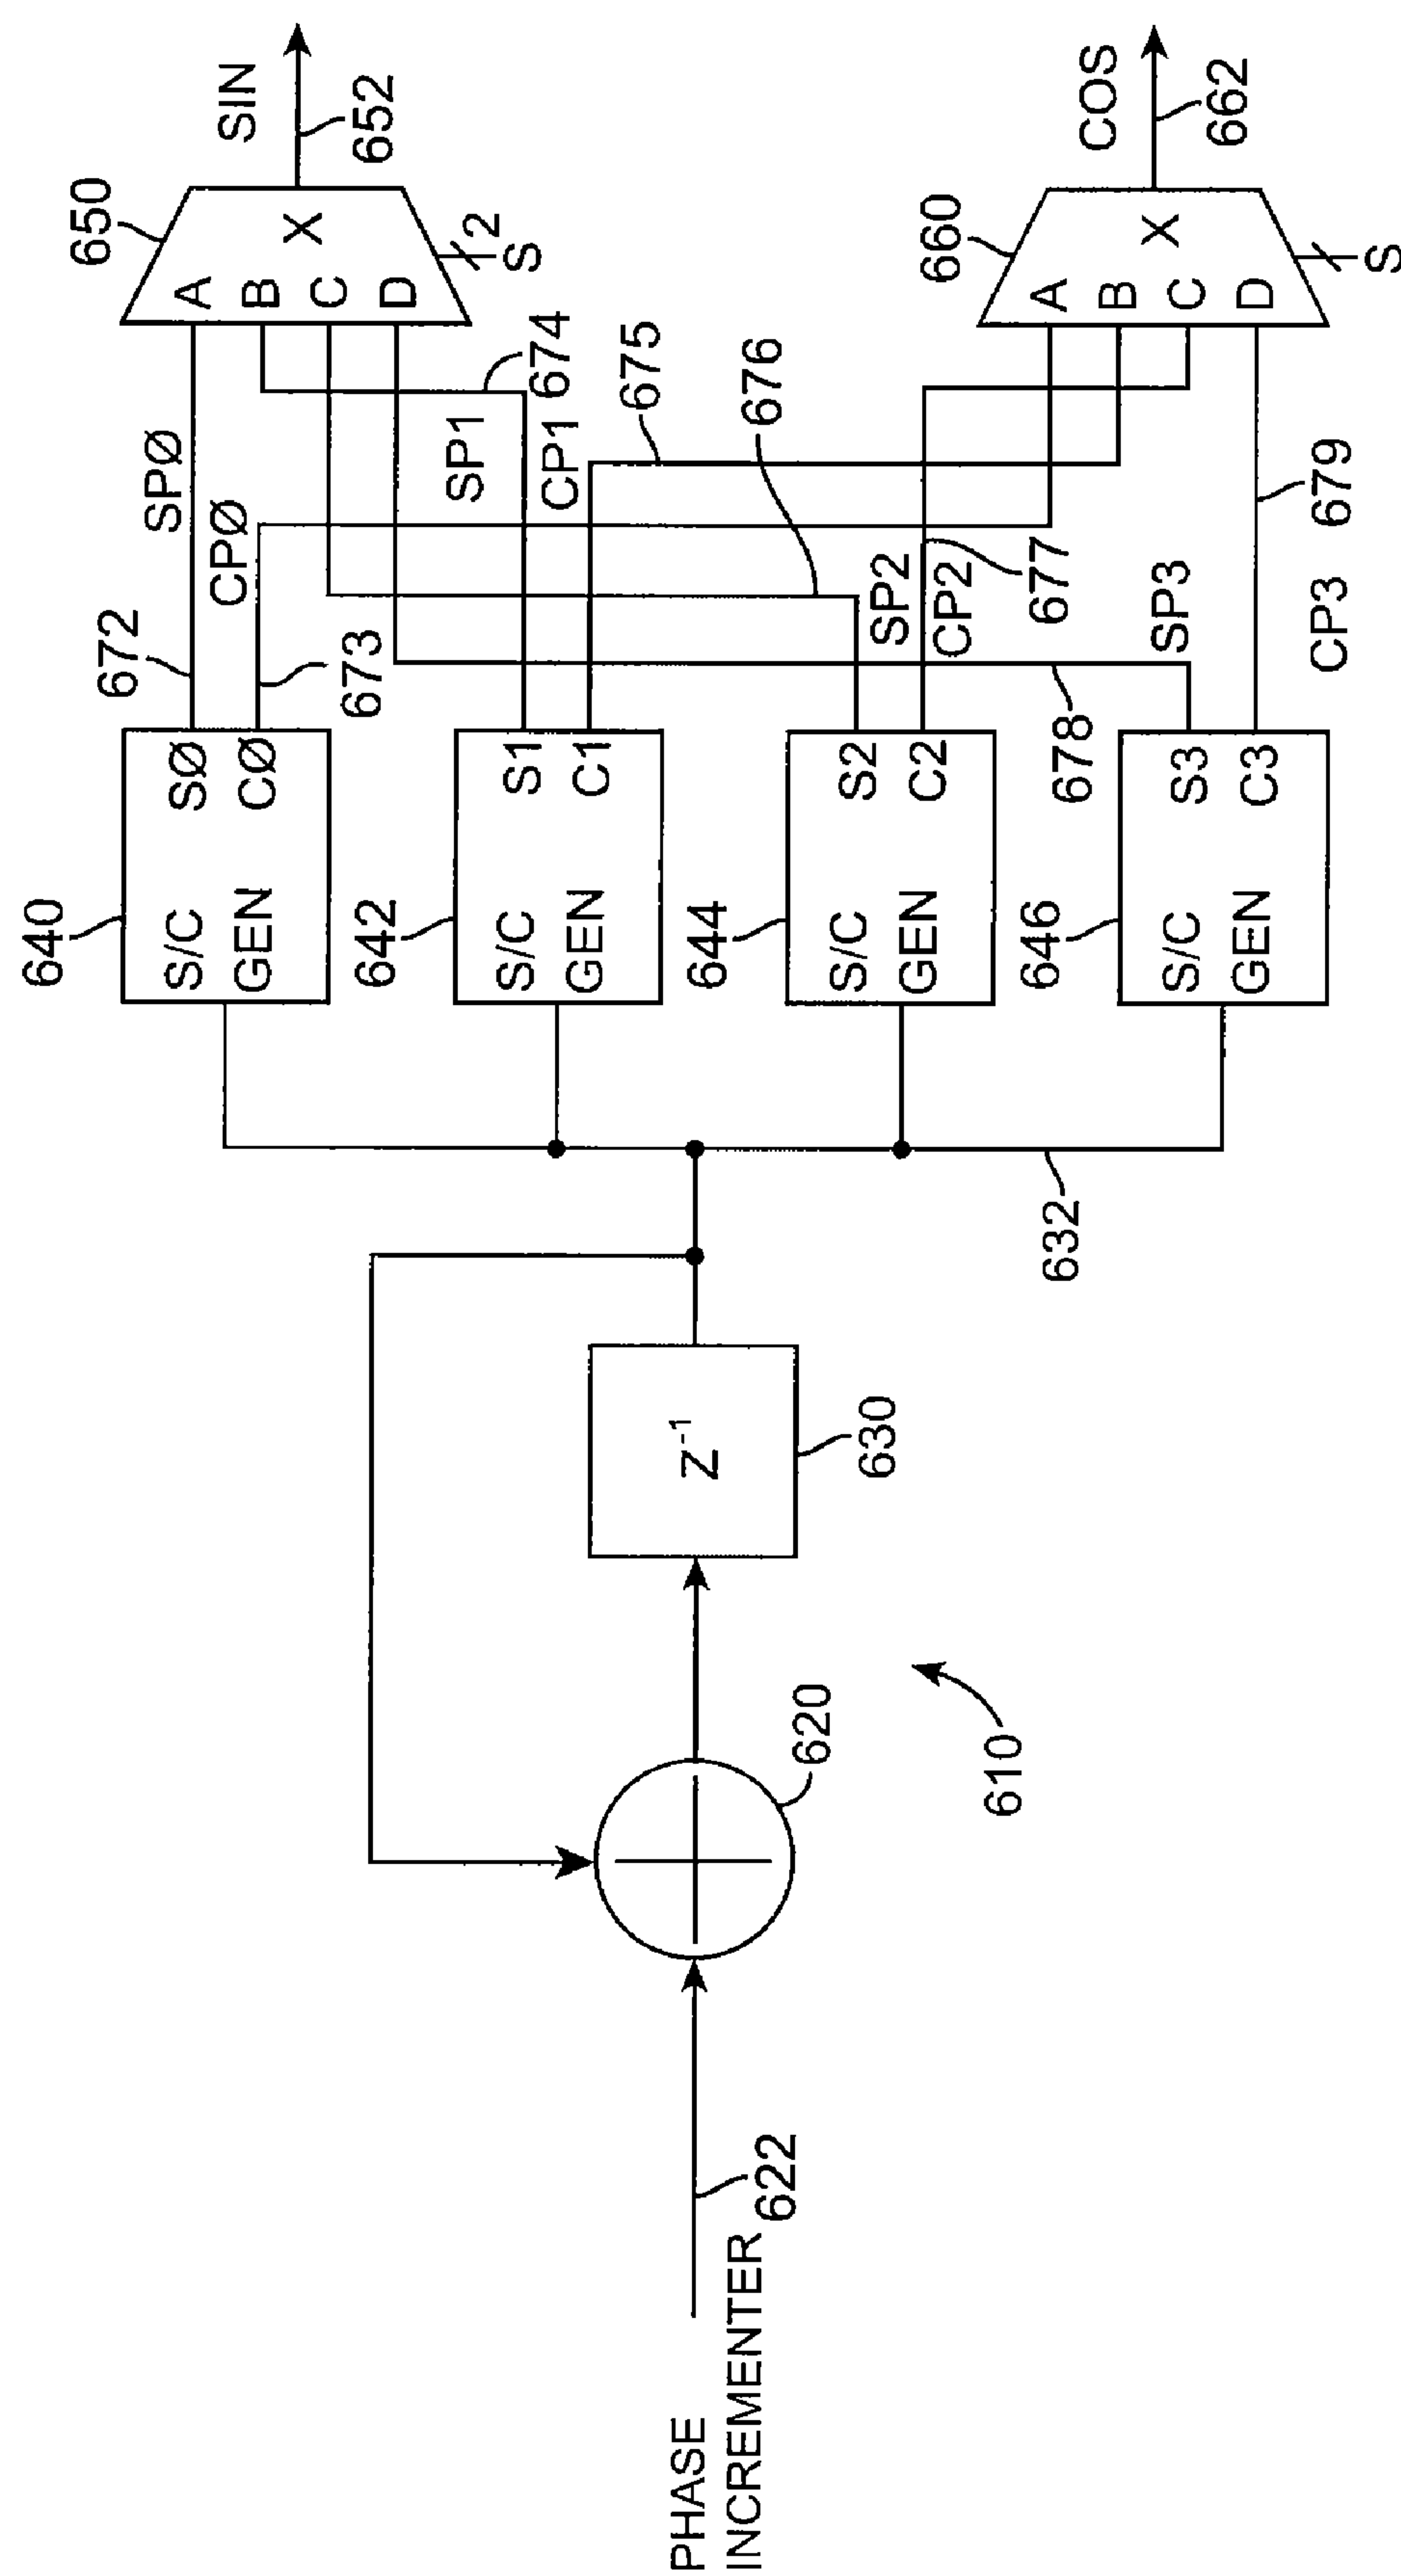 PHASE
INCREMENTER
622
620
610
Z⁻¹
630
632
640
S/C
GEN
SØ
CØ
642
S/C
GEN
S1
C1
644
S/C
GEN
S2
C2
646
S/C
GEN
S3
C3
672
SPØ
673
CPØ
SP1
674
CP1
675
676
SP2
CP2
677
678
SP3
679
CP3
650
A
B
C
D
X
2
S
SIN
652
660
A
B
C
D
X
S
COS
662